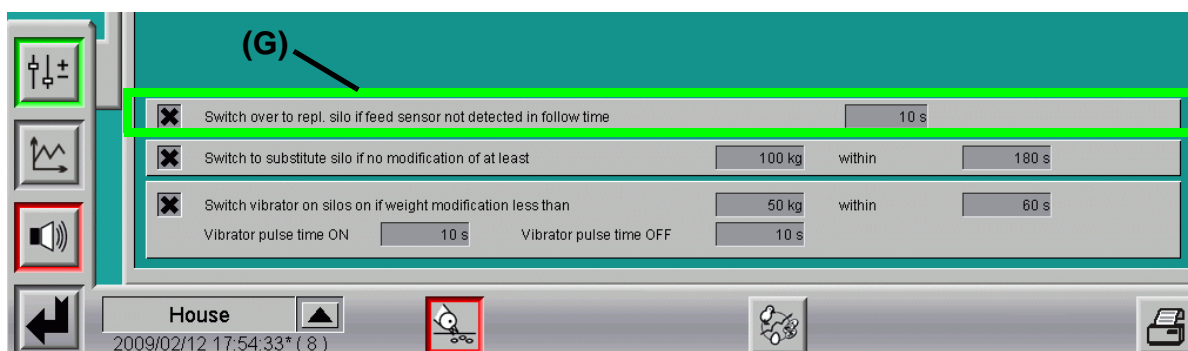 (G)
Switch over to repl. silo if feed sensor not detected in follow time 10 s
Switch to substitute silo if no modification of at least 100 kg within 180 s
Switch vibrator on silos on if weight modification less than 50 kg within 60 s
Vibrator pulse time ON 10 s Vibrator pulse time OFF 10 s
House
2009/02/12 17:54:33* ( 8 )